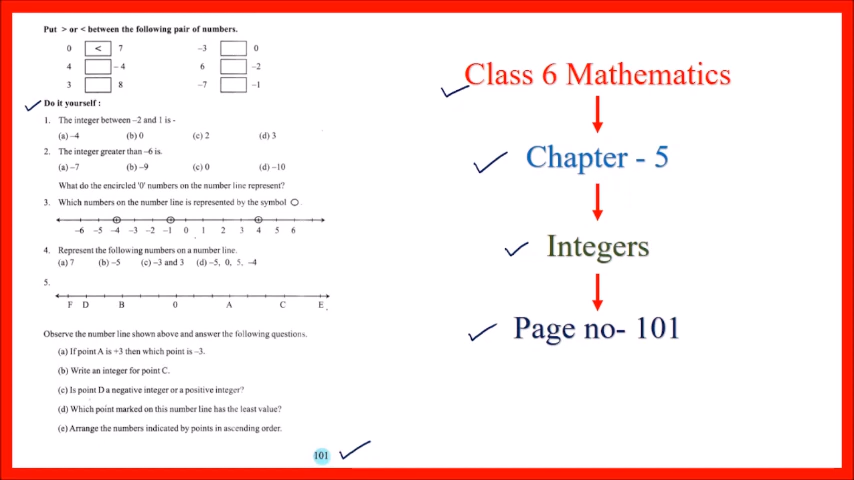 Put > or < between the following pair of numbers.
0 < 7 –3 0
4 – 4 6 –2
3 8 –7 –1
Do it yourself :
1. The integer between –2 and 1 is -
(a) –4 (b) 0 (c) 2 (d) 3
2. The integer greater than –6 is.
(a) –7 (b) –9 (c) 0 (d) –10
What do the encircled '0' numbers on the number line represent?
3. Which numbers on the number line is represented by the symbol O.
–6 –5 –4 –3 –2 –1 0 1 2 3 4 5 6
4. Represent the following numbers on a number line.
(a) 7 (b) –5 (c) –3 and 3 (d) –5, 0, 5, –4
5.
F D B 0 A C E
Observe the number line shown above and answer the following questions.
(a) If point A is +3 then which point is –3.
(b) Write an integer for point C.
(c) Is point D a negative integer or a positive integer?
(d) Which point marked on this number line has the least value?
(e) Arrange the numbers indicated by points in ascending order.
101
Class 6 Mathematics
Chapter - 5
Integers
Page no- 101